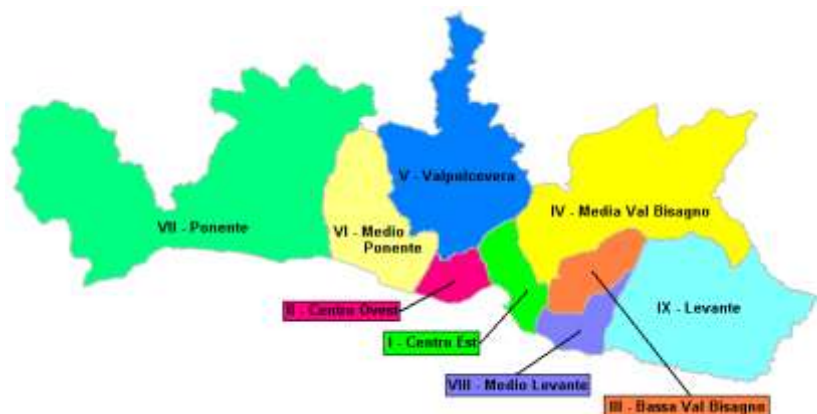 V - Valpolcevera
IV - Media Val Bisagno
VII - Ponente
VI - Medio
Ponente
II - Centro Ovest
IX - Levante
I - Centro Est
VIII - Medio Levante
III - Bassa Val Bisagno